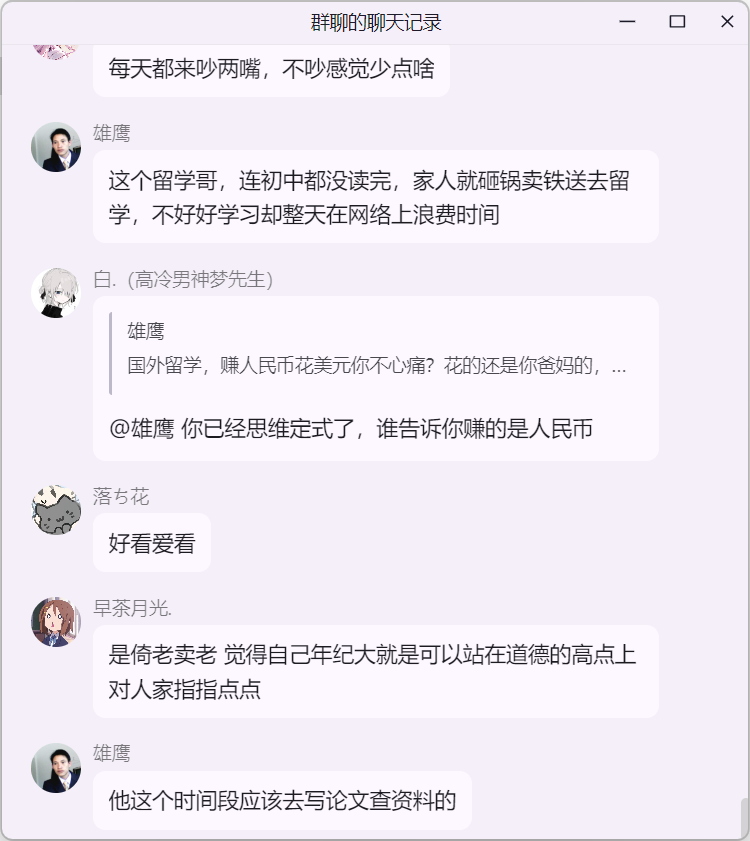 群聊的聊天记录
每天都来吵两嘴，不吵感觉少点啥
雄鹰
这个留学哥，连初中都没读完，家人就砸锅卖铁送去留
学，不好好学习却整天在网络上浪费时间
白.（高冷男神梦先生）
雄鹰
国外留学，赚人民币花美元你不心痛？花的还是你爸妈的，...
@雄鹰 你已经思维定式了，谁告诉你赚的是人民币
落ち花
好看爱看
早茶月光.
是倚老卖老 觉得自己年纪大就是可以站在道德的高点上
对人家指指点点
雄鹰
他这个时间段应该去写论文查资料的